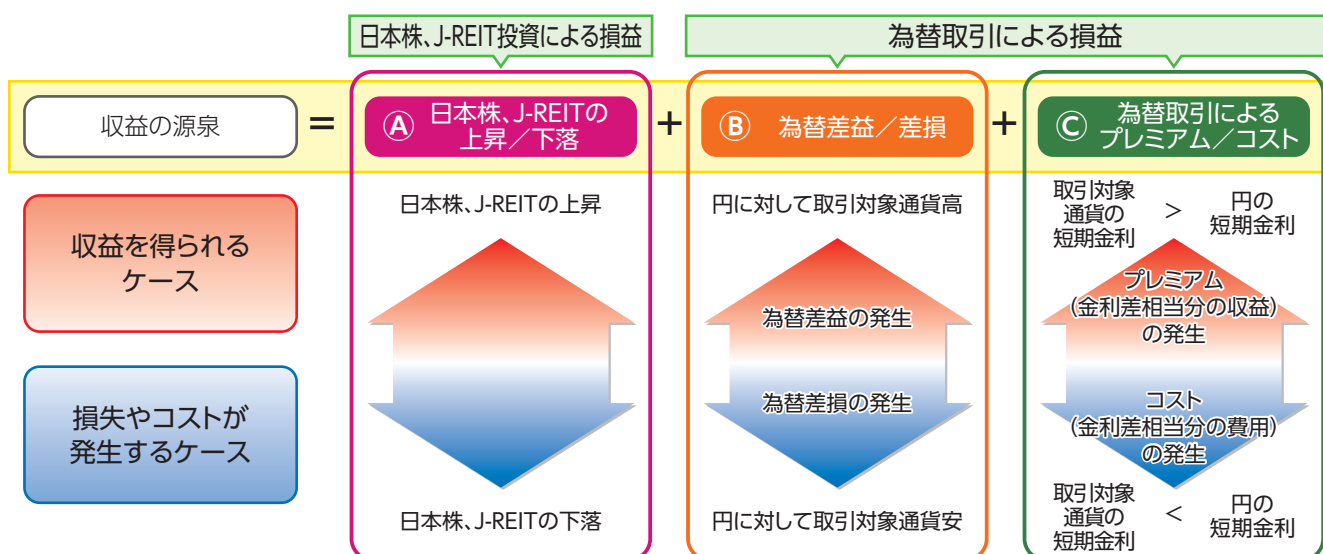 日本株、J-REIT投資による損益
為替取引による損益
収益の源泉
=
Ⓐ 日本株、J-REITの
上昇／下落
+
Ⓑ 為替差益／差損
+
Ⓒ 為替取引による
プレミアム／コスト
収益を得られる
ケース
日本株、J-REITの上昇
円に対して取引対象通貨高
取引対象
通貨の
短期金利
>
円の
短期金利
為替差益の発生
プレミアム
(金利差相当分の収益)
の発生
損失やコストが
発生するケース
為替差損の発生
コスト
(金利差相当分の費用)
の発生
日本株、J-REITの下落
円に対して取引対象通貨安
取引対象
通貨の
短期金利
<
円の
短期金利